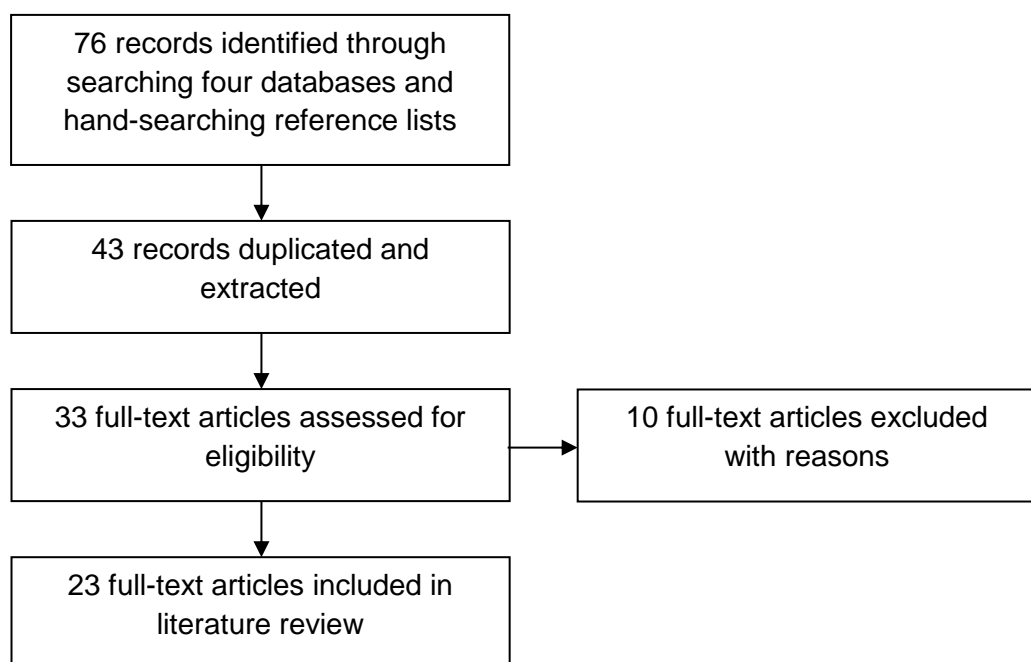 76 records identified through
searching four databases and
hand-searching reference lists
43 records duplicated and
extracted
33 full-text articles assessed for
eligibility
10 full-text articles excluded
with reasons
23 full-text articles included in
literature review